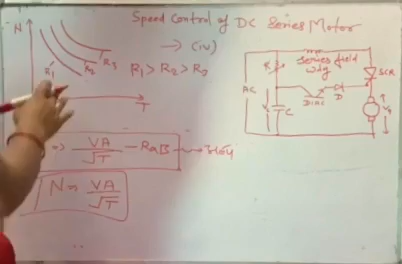 Speed Control of DC Series Motor
N
→ (iv)
R1
R2
R3
R1 > R2 > R3
T
⇒ VA/√T - RaB
N ∝ VA/√T
series field
wdg
SCR
R
AC
C
DIAC
D